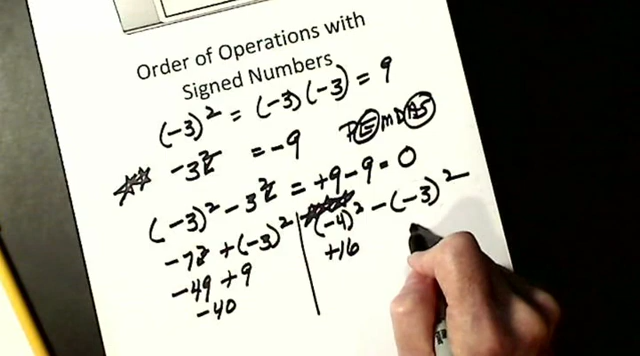 Order of Operations with
Signed Numbers
(-3)² = (-3)(-3) = 9
-3² = -9 PEMDAS
(-3)² - 3² = +9 - 9 = 0
-7² + (-3)²
-49 + 9
-40
(-4)² - (-3)²
+16